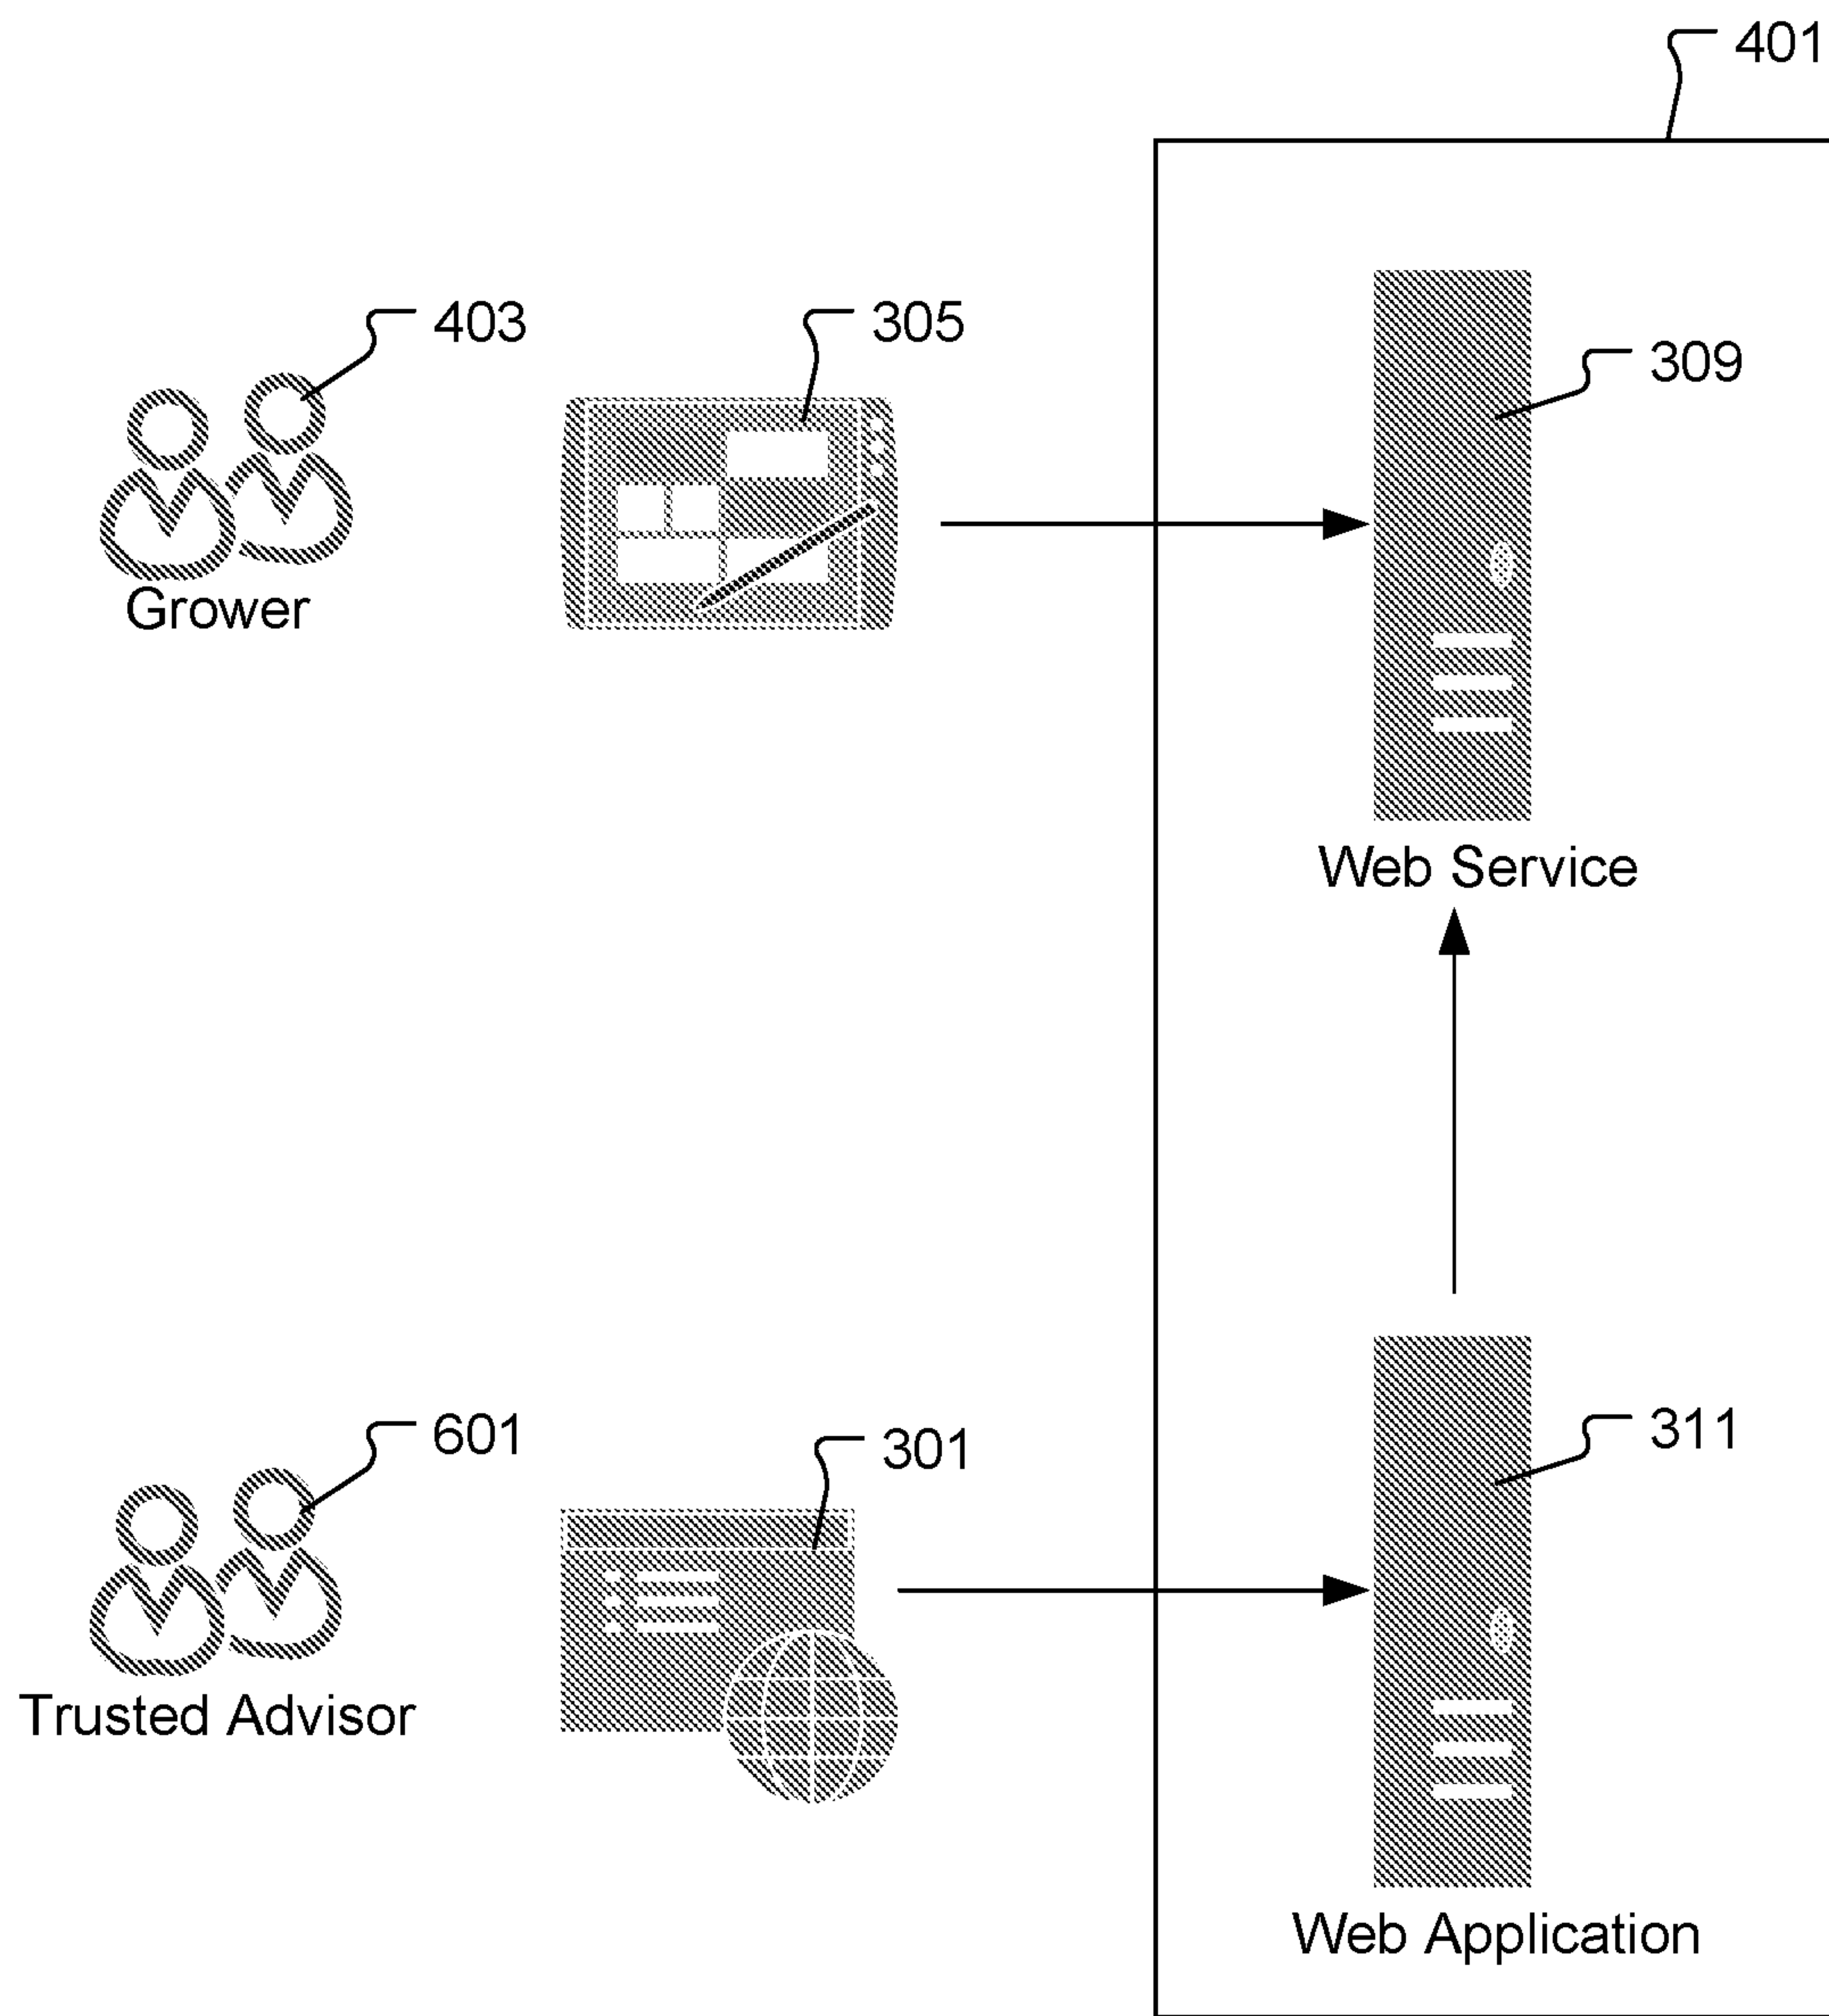 401
403
305
309
Grower
Web Service
601
301
311
Trusted Advisor
Web Application